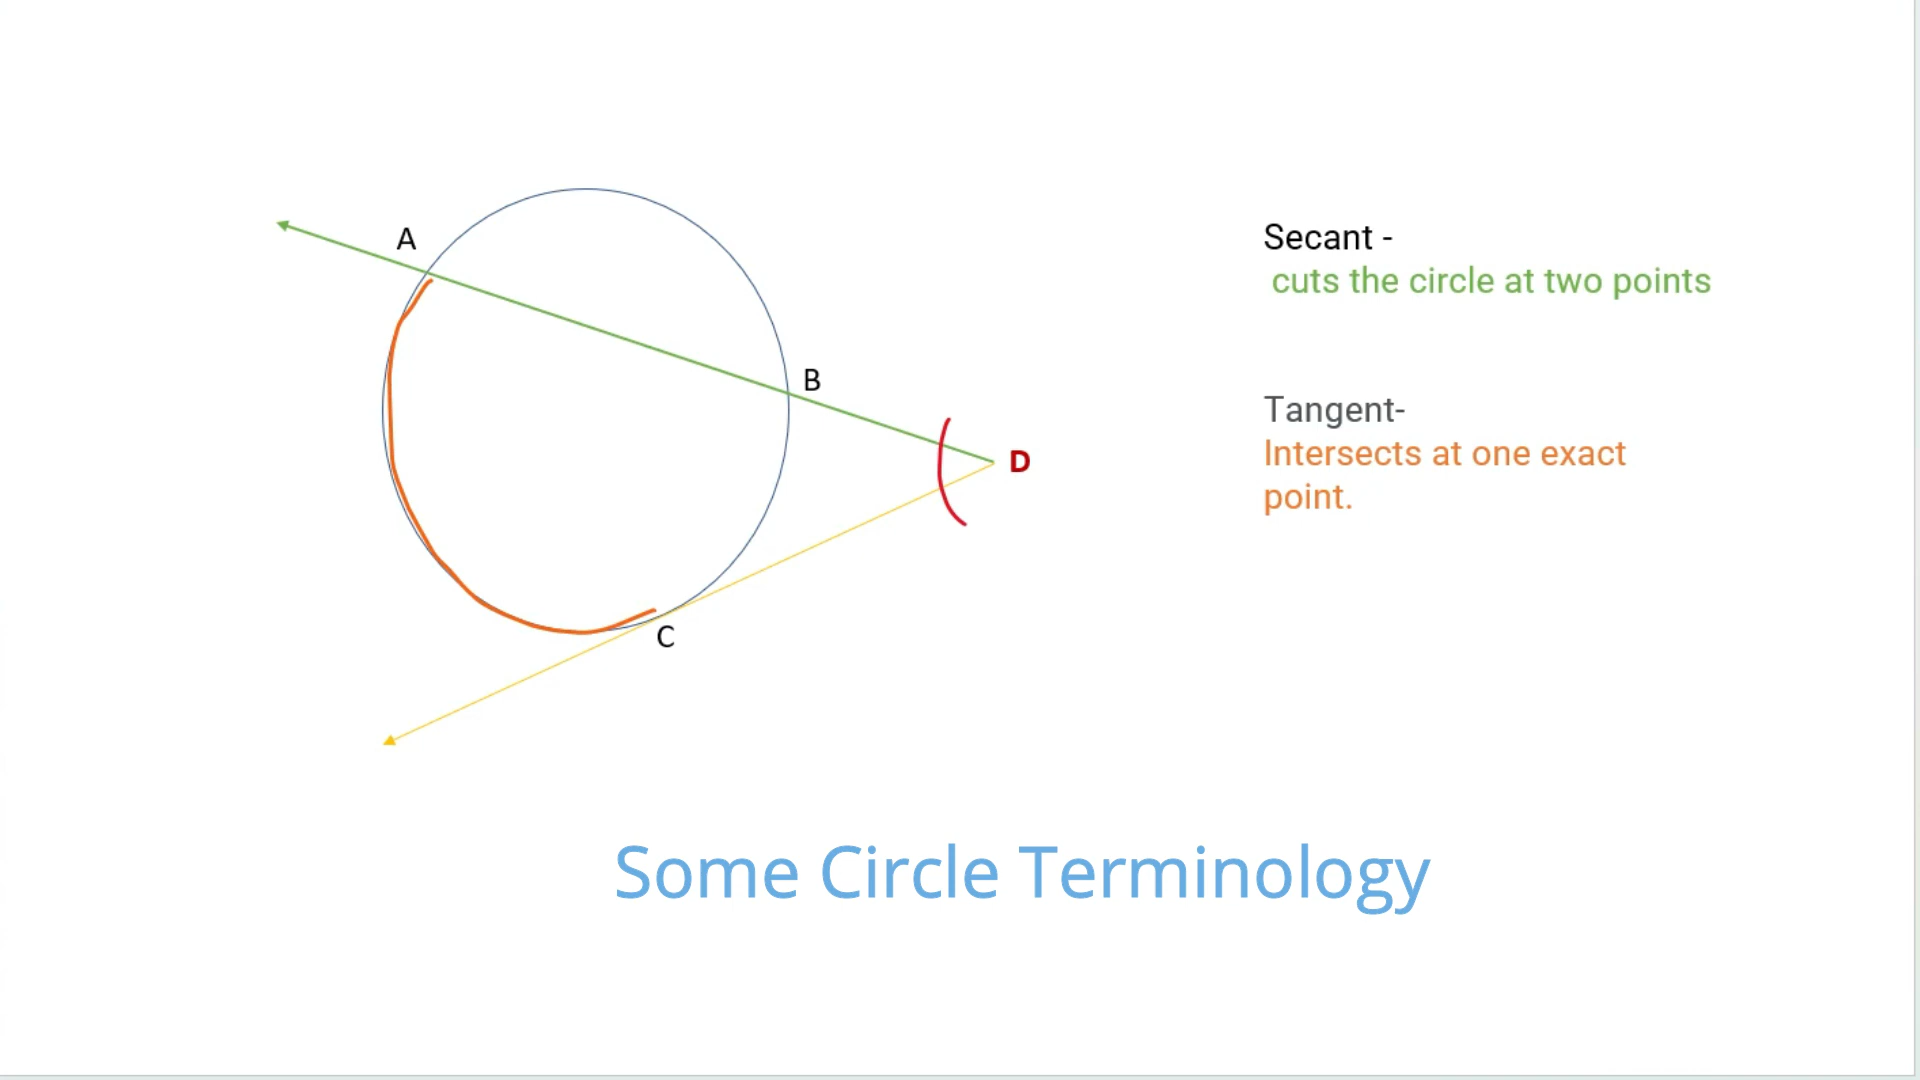 A
B
D
C
Secant -
cuts the circle at two points
Tangent-
Intersects at one exact
point.
Some Circle Terminology